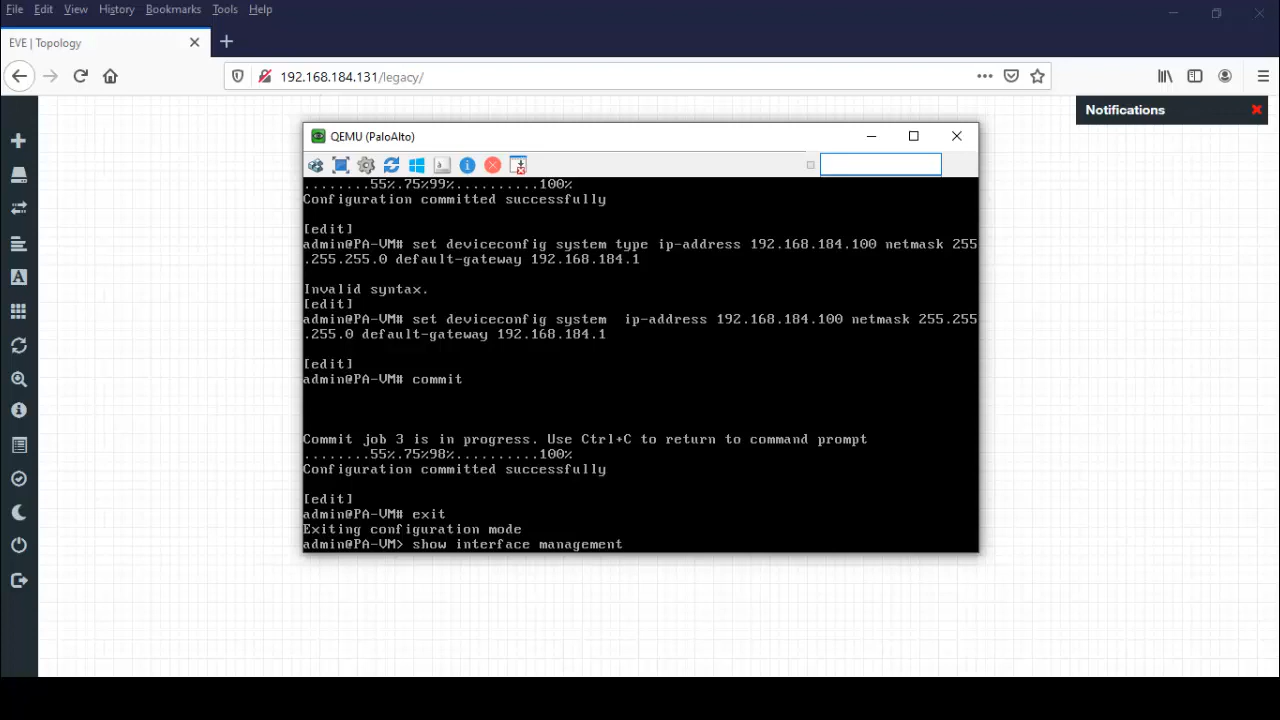 File Edit View History Bookmarks Tools Help
EVE | Topology
192.168.184.131/legacy/
Notifications
QEMU (PaloAlto)
........55%.75%99%..........100%
Configuration committed successfully
[edit]
admin@PA-VM# set deviceconfig system type ip-address 192.168.184.100 netmask 255
.255.255.0 default-gateway 192.168.184.1
Invalid syntax.
[edit]
admin@PA-VM# set deviceconfig system  ip-address 192.168.184.100 netmask 255.255
.255.0 default-gateway 192.168.184.1
[edit]
admin@PA-VM# commit
Commit job 3 is in progress. Use Ctrl+C to return to command prompt
........55%.75%98%..........100%
Configuration committed successfully
[edit]
admin@PA-VM# exit
Exiting configuration mode
admin@PA-VM> show interface management